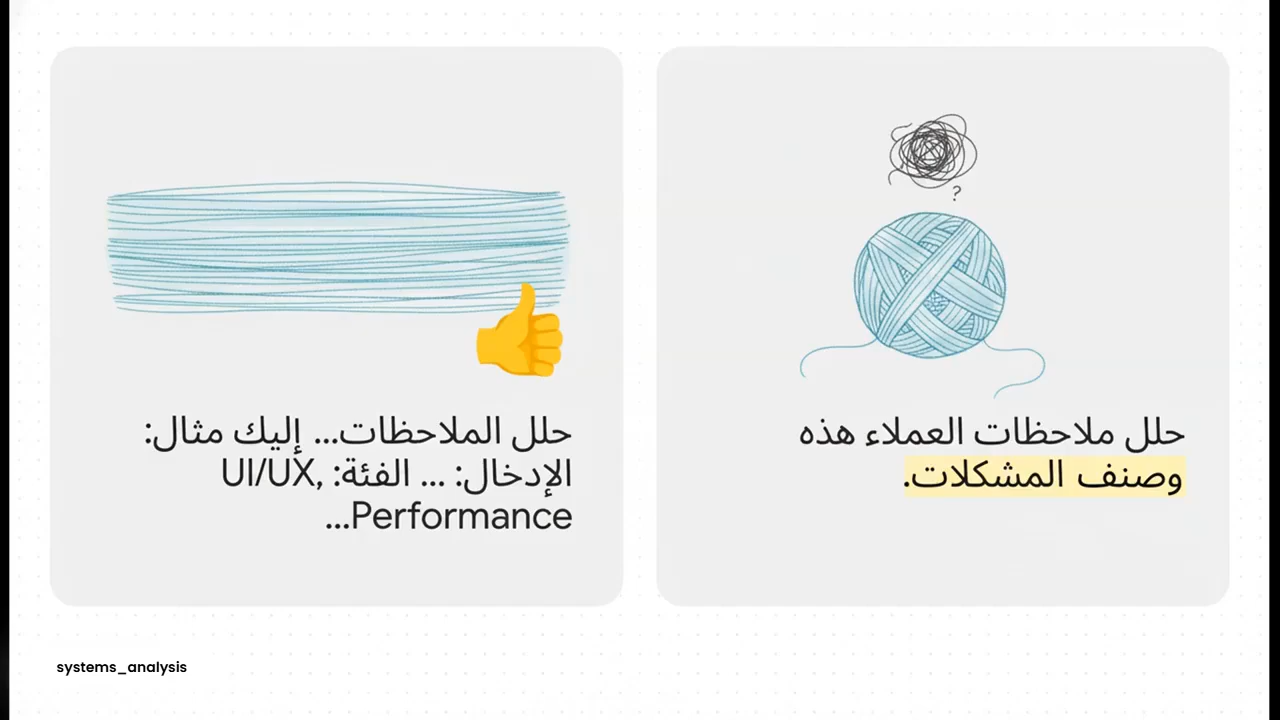 ?
حلل ملاحظات العملاء هذه
وصنف المشكلات.
حلل الملاحظات... إليك مثال:
الإدخال: ... الفئة: UI/UX,
Performance...
systems_analysis